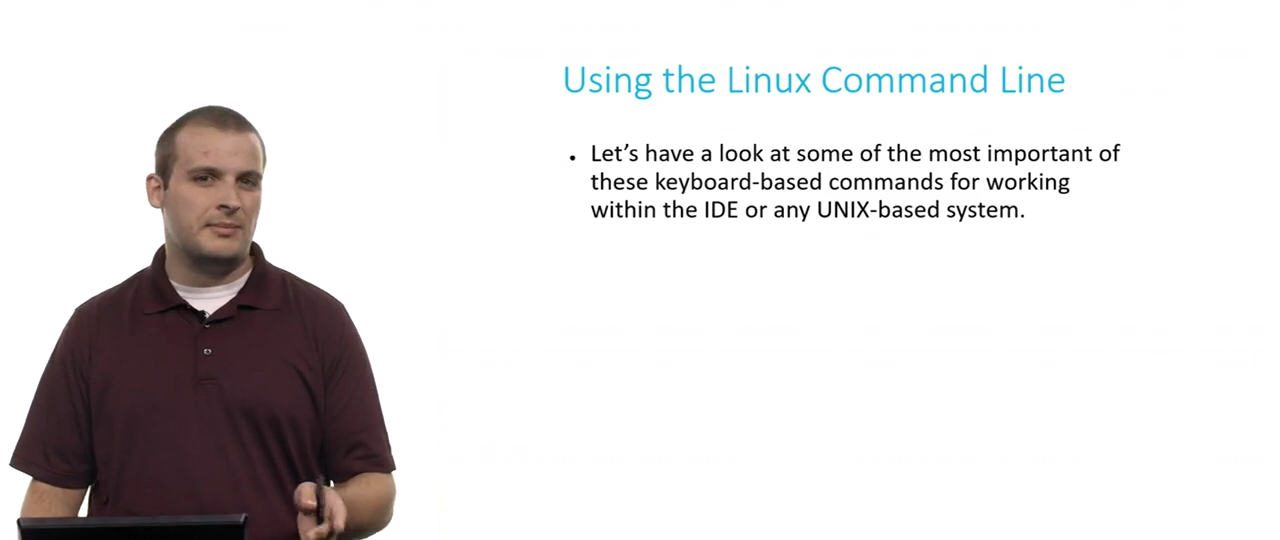 Using the Linux Command Line
• Let’s have a look at some of the most important of
these keyboard-based commands for working
within the IDE or any UNIX-based system.